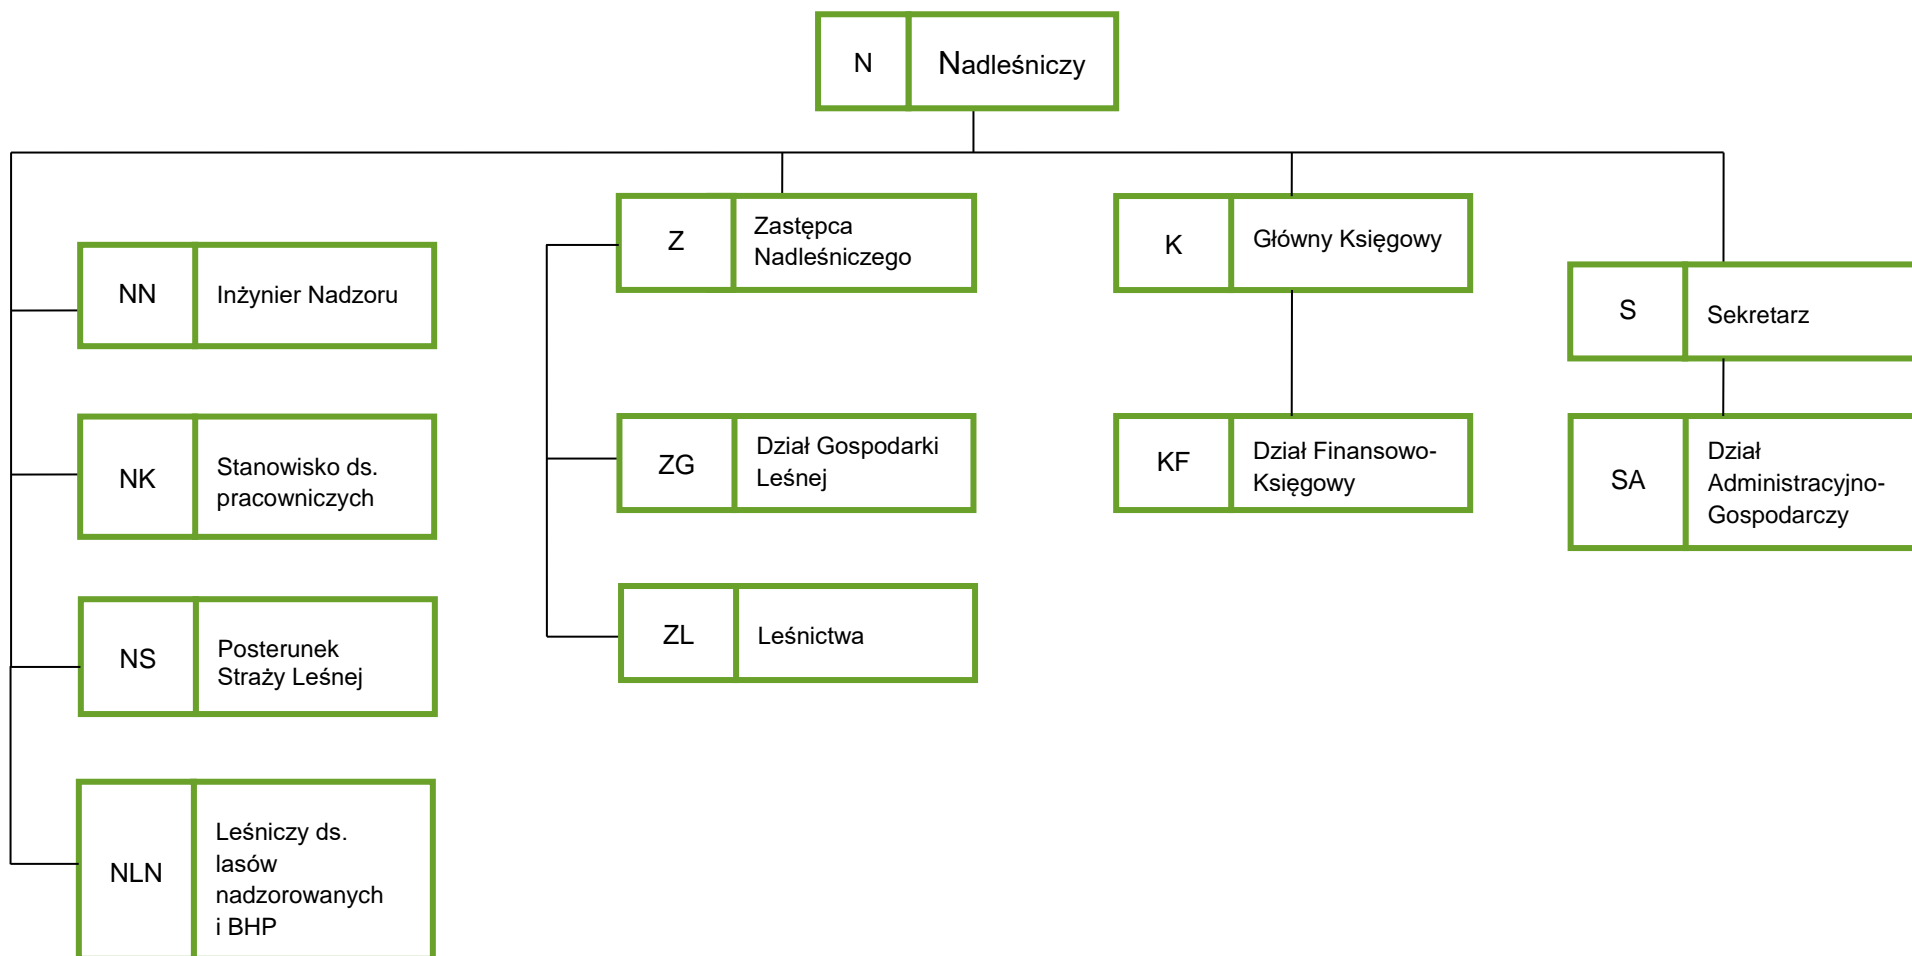 N
Nadleśniczy
Z
Zastępca
Nadleśniczego
K
Główny Księgowy
NN
Inżynier Nadzoru
S
Sekretarz
NK
Stanowisko ds.
pracowniczych
ZG
Dział Gospodarki
Leśnej
KF
Dział Finansowo-
Księgowy
SA
Dział
Administracyjno-
Gospodarczy
NS
Posterunek
Straży Leśnej
ZL
Leśnictwa
NLN
Leśniczy ds.
lasów
nadzorowanych
i BHP